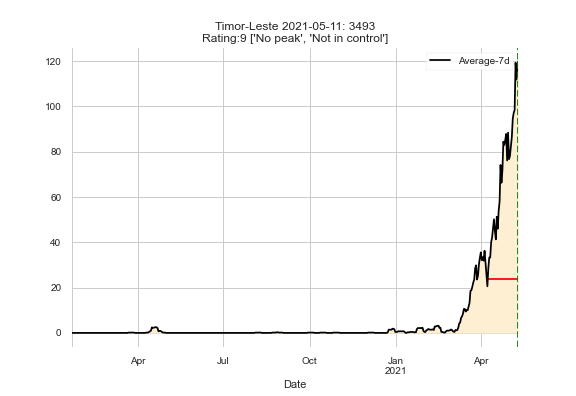 Timor-Leste 2021-05-11: 3493
Rating:9 ['No peak', 'Not in control']
Average-7d
120
100
80
60
40
20
0
Apr
Jul
Oct
Jan
2021
Apr
Date